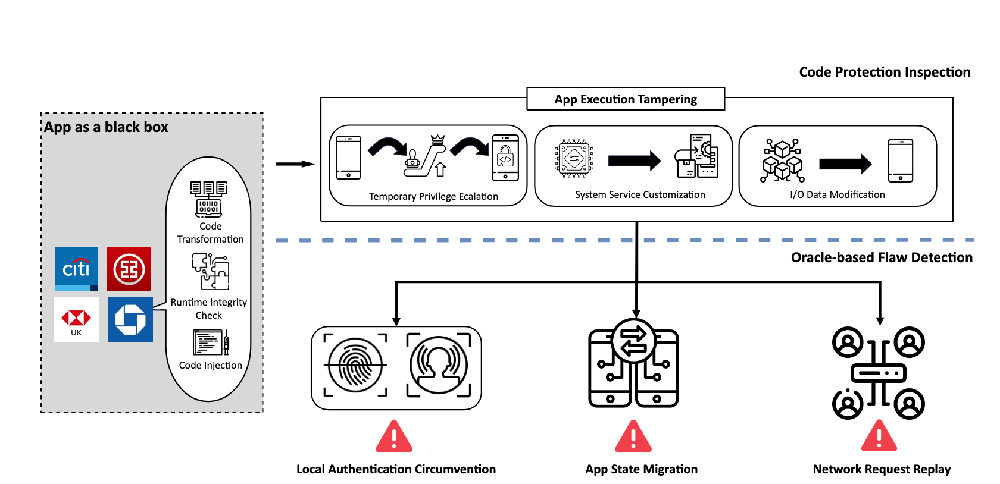 Code Protection Inspection
App Execution Tampering
App as a black box
Temporary Privilege Ecalation
System Service Customization
I/O Data Modification
</>
101110
01001
Code
Transformation
Runtime Integrity
Check
Code Injection
citi
UK
Oracle-based Flaw Detection
Local Authentication Circumvention
App State Migration
Network Request Replay